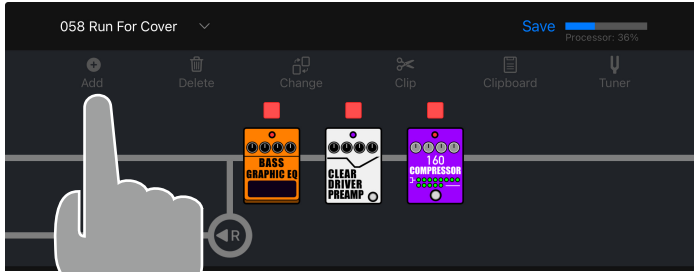 058 Run For Cover
Save
Processor: 36%
Add
Delete
Change
Clip
Clipboard
Tuner
BASS
GRAPHIC EQ
CLEAR
DRIVER
PREAMP
160
COMPRESSOR
R